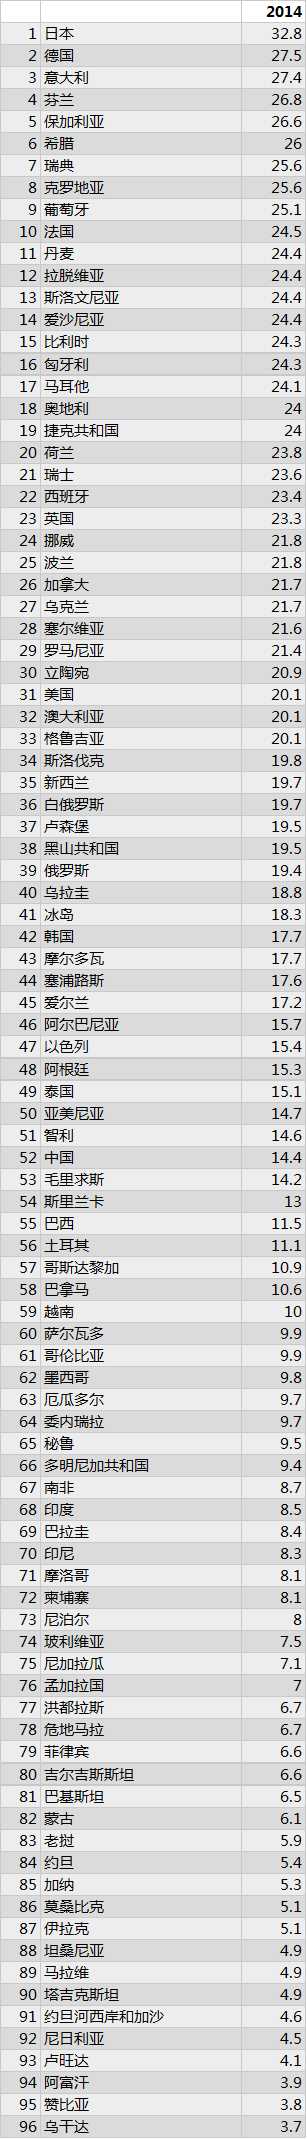 2014
1 日本 32.8
2 德国 27.5
3 意大利 27.4
4 芬兰 26.8
5 保加利亚 26.6
6 希腊 26
7 瑞典 25.6
8 克罗地亚 25.6
9 葡萄牙 25.1
10 法国 24.5
11 丹麦 24.4
12 拉脱维亚 24.4
13 斯洛文尼亚 24.4
14 爱沙尼亚 24.4
15 比利时 24.3
16 匈牙利 24.3
17 马耳他 24.1
18 奥地利 24
19 捷克共和国 24
20 荷兰 23.8
21 瑞士 23.6
22 西班牙 23.4
23 英国 23.3
24 挪威 21.8
25 波兰 21.8
26 加拿大 21.7
27 乌克兰 21.7
28 塞尔维亚 21.6
29 罗马尼亚 21.4
30 立陶宛 20.9
31 美国 20.1
32 澳大利亚 20.1
33 格鲁吉亚 20.1
34 斯洛伐克 19.8
35 新西兰 19.7
36 白俄罗斯 19.7
37 卢森堡 19.5
38 黑山共和国 19.5
39 俄罗斯 19.4
40 乌拉圭 18.8
41 冰岛 18.3
42 韩国 17.7
43 摩尔多瓦 17.7
44 塞浦路斯 17.6
45 爱尔兰 17.2
46 阿尔巴尼亚 15.7
47 以色列 15.4
48 阿根廷 15.3
49 泰国 15.1
50 亚美尼亚 14.7
51 智利 14.6
52 中国 14.4
53 毛里求斯 14.2
54 斯里兰卡 13
55 巴西 11.5
56 土耳其 11.1
57 哥斯达黎加 10.9
58 巴拿马 10.6
59 越南 10
60 萨尔瓦多 9.9
61 哥伦比亚 9.9
62 墨西哥 9.8
63 厄瓜多尔 9.7
64 委内瑞拉 9.7
65 秘鲁 9.5
66 多明尼加共和国 9.4
67 南非 8.7
68 印度 8.5
69 巴拉圭 8.4
70 印尼 8.3
71 摩洛哥 8.1
72 柬埔寨 8.1
73 尼泊尔 8
74 玻利维亚 7.5
75 尼加拉瓜 7.1
76 孟加拉国 7
77 洪都拉斯 6.7
78 危地马拉 6.7
79 菲律宾 6.6
80 吉尔吉斯斯坦 6.6
81 巴基斯坦 6.5
82 蒙古 6.1
83 老挝 5.9
84 约旦 5.4
85 加纳 5.3
86 莫桑比克 5.1
87 伊拉克 5.1
88 坦桑尼亚 4.9
89 马拉维 4.9
90 塔吉克斯坦 4.9
91 约旦河西岸和加沙 4.6
92 尼日利亚 4.5
93 卢旺达 4.1
94 阿富汗 3.9
95 赞比亚 3.8
96 乌干达 3.7